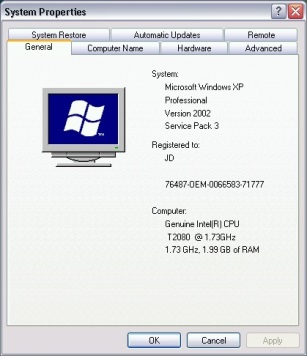 System Properties
System Restore Automatic Updates Remote
General Computer Name Hardware Advanced
System:
Microsoft Windows XP
Professional
Version 2002
Service Pack 3
Registered to:
JD
76487-OEM-0066583-71777
Computer:
Genuine Intel(R) CPU
T2080 @ 1.73GHz
1.73 GHz, 1.99 GB of RAM
OK Cancel Apply